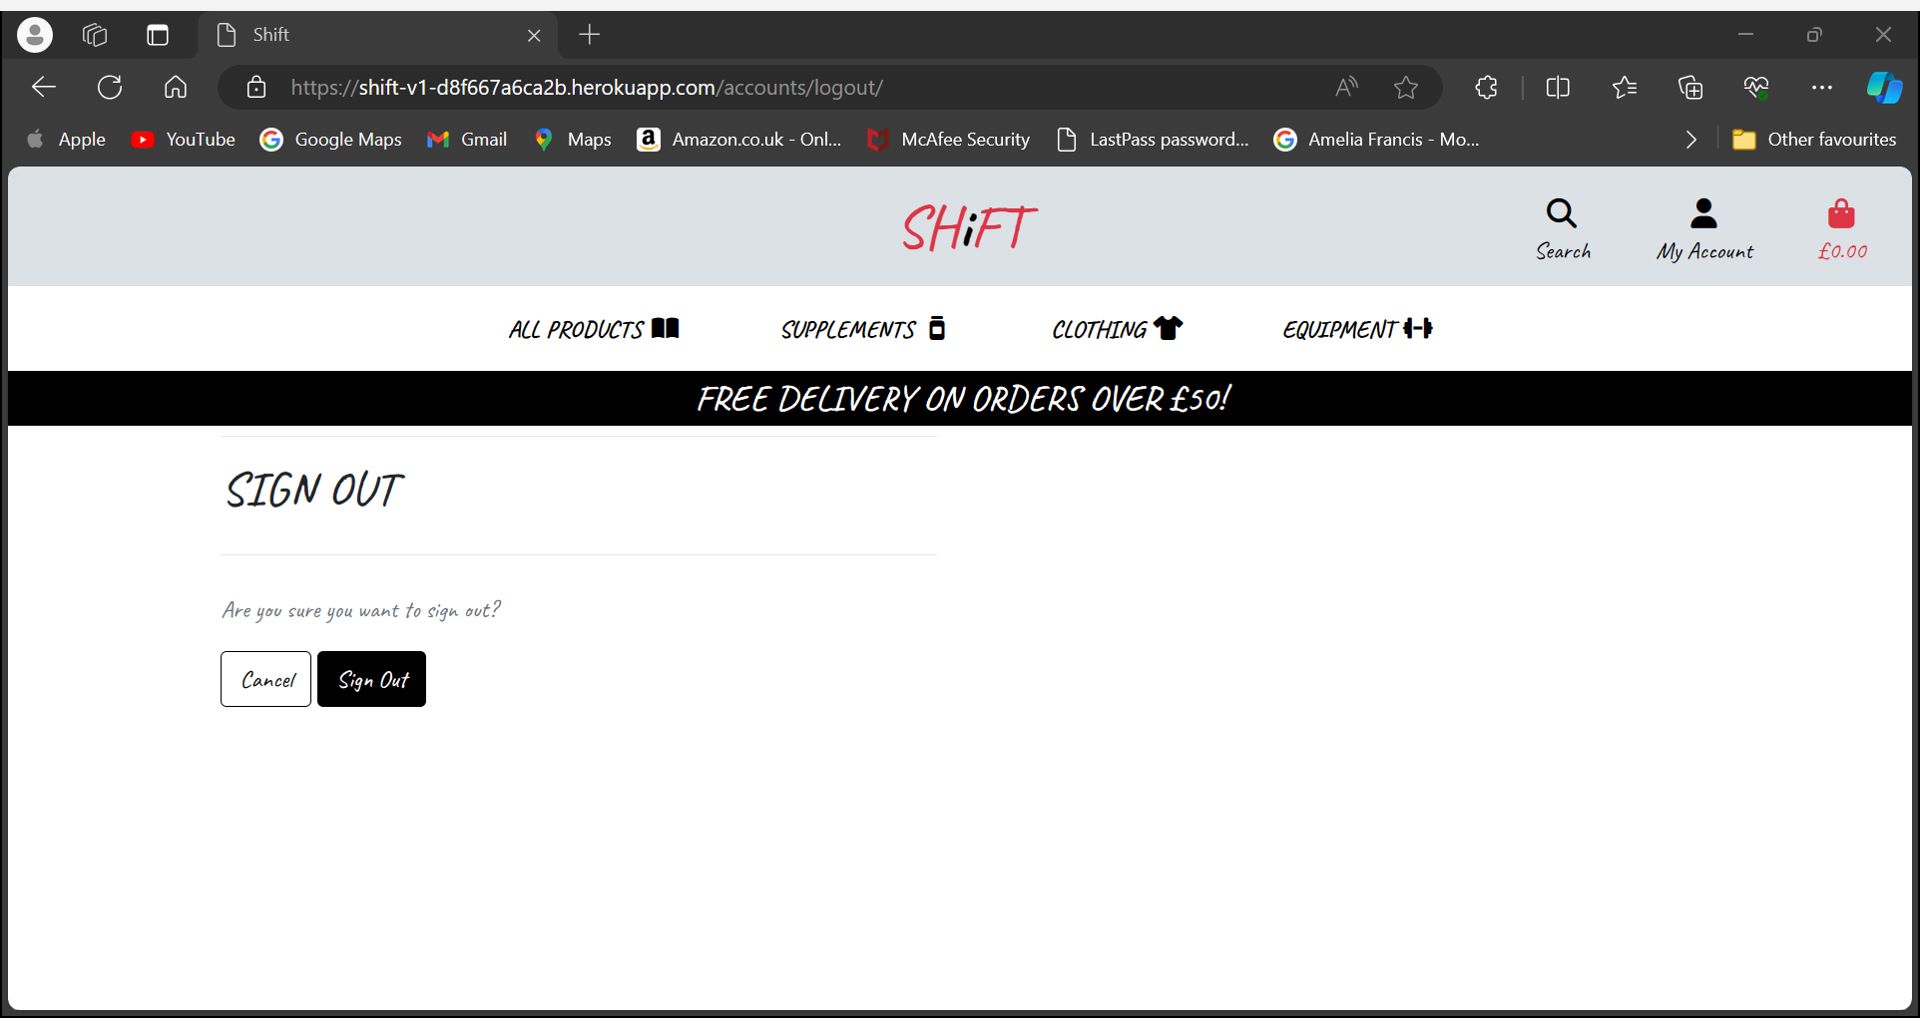 Shift
https://shift-v1-d8f667a6ca2b.herokuapp.com/accounts/logout/
Apple YouTube Google Maps Gmail Maps Amazon.co.uk - Onl... McAfee Security LastPass password... Amelia Francis - Mo... Other favourites
SHiFT
Search My Account £0.00
ALL PRODUCTS SUPPLEMENTS CLOTHING EQUIPMENT
FREE DELIVERY ON ORDERS OVER £50!
SIGN OUT
Are you sure you want to sign out?
Cancel Sign Out